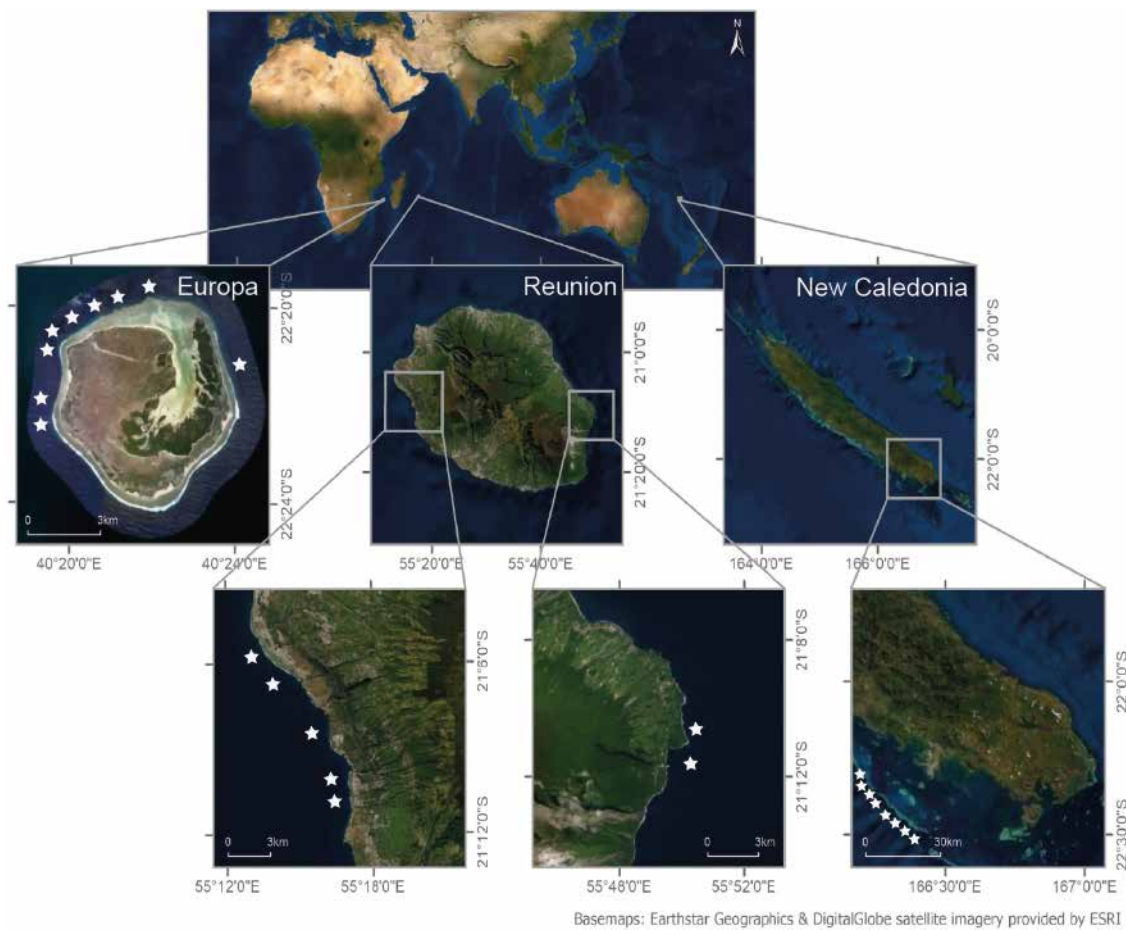 N
Europa
Reunion
New Caledonia
22°20'0"S
22°24'0"S
21°0'0"S
21°20'0"S
20°0'0"S
22°0'0"S
0 3km
40°20'0"E 40°24'0"E
55°20'0"E 55°40'0"E
164°0'0"E 166°0'0"E
21°6'0"S
21°12'0"S
21°8'0"S
21°12'0"S
22°0'0"S
22°30'0"S
0 3km
0 3km
0 30km
55°12'0"E 55°18'0"E
55°48'0"E 55°52'0"E
166°30'0"E 167°0'0"E
Basemaps: Earthstar Geographics & DigitalGlobe satellite imagery provided by ESRI